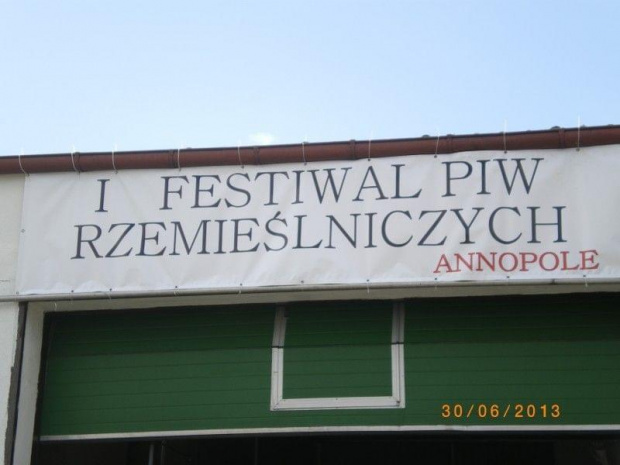 I FESTIWAL PIW
RZEMIEŚLNICZYCH
ANNOPOLE
30/06/2013